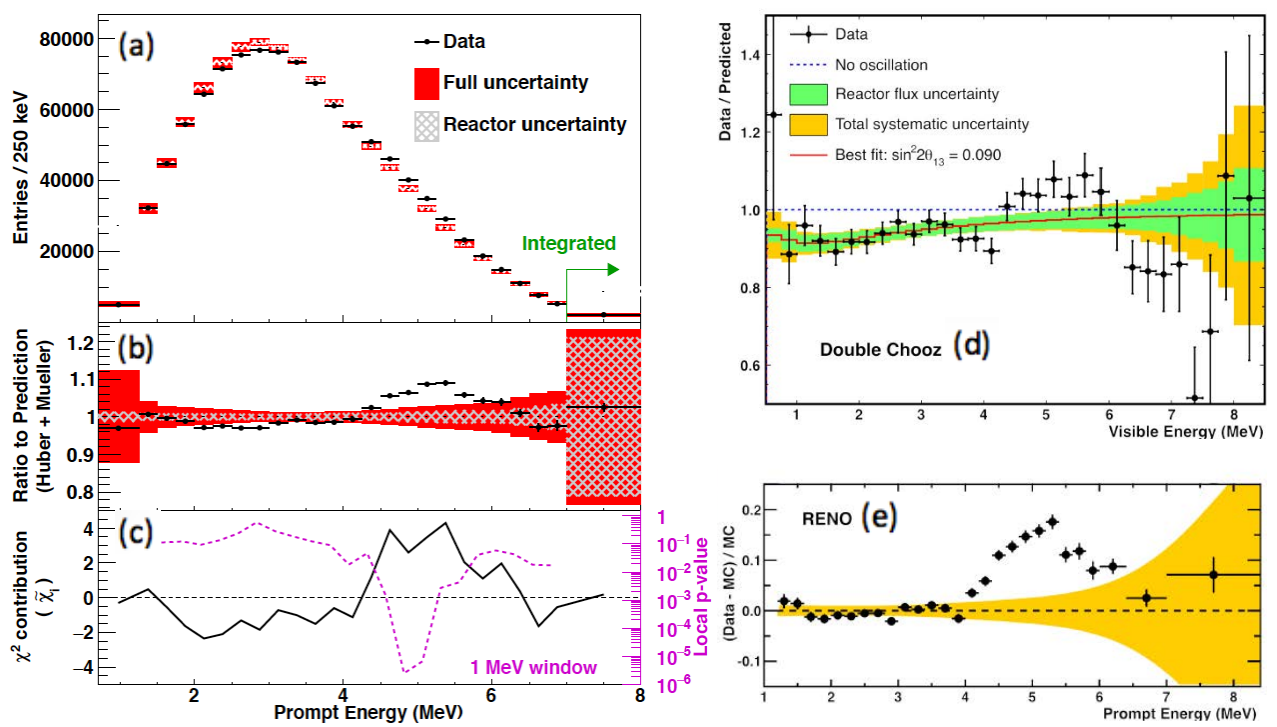 (a)
Data
Full uncertainty
Reactor uncertainty
Integrated
Entries / 250 keV
80000
60000
40000
20000
(b)
Ratio to Prediction
(Huber + Mueller)
1.2
1.1
1
0.9
0.8
(c)
χ² contribution
( χ̃ᵢ )
4
2
0
−2
−4
1 MeV window
Local p-value
1
10⁻¹
10⁻²
10⁻³
10⁻⁴
10⁻⁵
10⁻⁶
2 4 6 8
Prompt Energy (MeV)
Data / Predicted
1.4
1.2
1.0
0.8
0.6
Data
No oscillation
Reactor flux uncertainty
Total systematic uncertainty
Best fit: sin²2θ₁₃ = 0.090
Double Chooz (d)
1 2 3 4 5 6 7 8
Visible Energy (MeV)
RENO (e)
(Data - MC) / MC
0.2
0.1
0.0
-0.1
1 2 3 4 5 6 7 8
Prompt Energy (MeV)